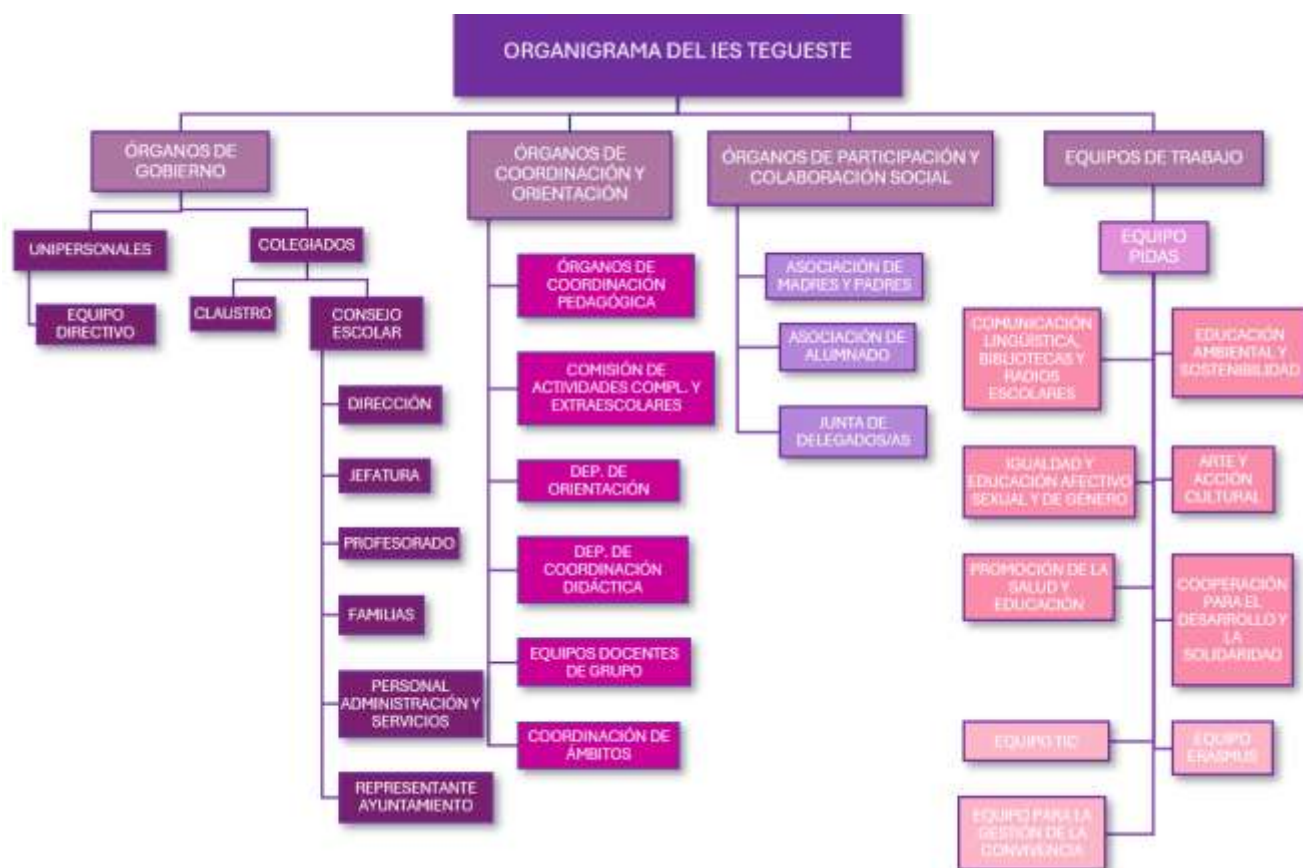 ORGANIGRAMA DEL IES TEGUESTE
ÓRGANOS DE
GOBIERNO
UNIPERSONALES
EQUIPO
DIRECTIVO
COLEGIADOS
CLAUSTRO
CONSEJO
ESCOLAR
DIRECCIÓN
JEFATURA
PROFESORADO
FAMILIAS
PERSONAL
ADMINISTRACIÓN Y
SERVICIOS
REPRESENTANTE
AYUNTAMIENTO
ÓRGANOS DE
COORDINACIÓN Y
ORIENTACIÓN
ÓRGANOS DE
COORDINACIÓN
PEDAGÓGICA
COMISIÓN DE
ACTIVIDADES COMPL. Y
EXTRAESCOLARES
DEP. DE
ORIENTACIÓN
DEP. DE
COORDINACIÓN
DIDÁCTICA
EQUIPOS DOCENTES
DE GRUPO
COORDINACIÓN DE
ÁMBITOS
ÓRGANOS DE PARTICIPACIÓN Y
COLABORACIÓN SOCIAL
ASOCIACIÓN DE
MADRES Y PADRES
ASOCIACIÓN DE
ALUMNADO
JUNTA DE
DELEGADOS/AS
EQUIPOS DE TRABAJO
EQUIPO
PIDAS
COMUNICACIÓN
LINGÜÍSTICA,
BIBLIOTECAS Y
RADIOS
ESCOLARES
EDUCACIÓN
AMBIENTAL Y
SOSTENIBILIDAD
IGUALDAD Y
EDUCACIÓN AFECTIVO
SEXUAL Y DE GÉNERO
ARTE Y
ACCIÓN
CULTURAL
PROMOCIÓN DE LA
SALUD Y
EDUCACIÓN
COOPERACIÓN
PARA EL
DESARROLLO Y
LA
SOLIDARIDAD
EQUIPO TIC
EQUIPO
ERASMUS
EQUIPO PARA LA
GESTIÓN DE LA
CONVIVENCIA